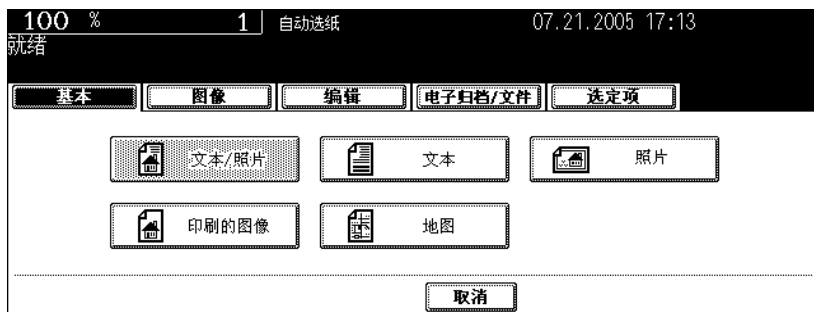 100 % 1 自动选纸 07.21.2005 17:13
就绪
基本 图像 编辑 电子归档/文件 选定项
文本/照片 文本 照片
印刷的图像 地图
取消